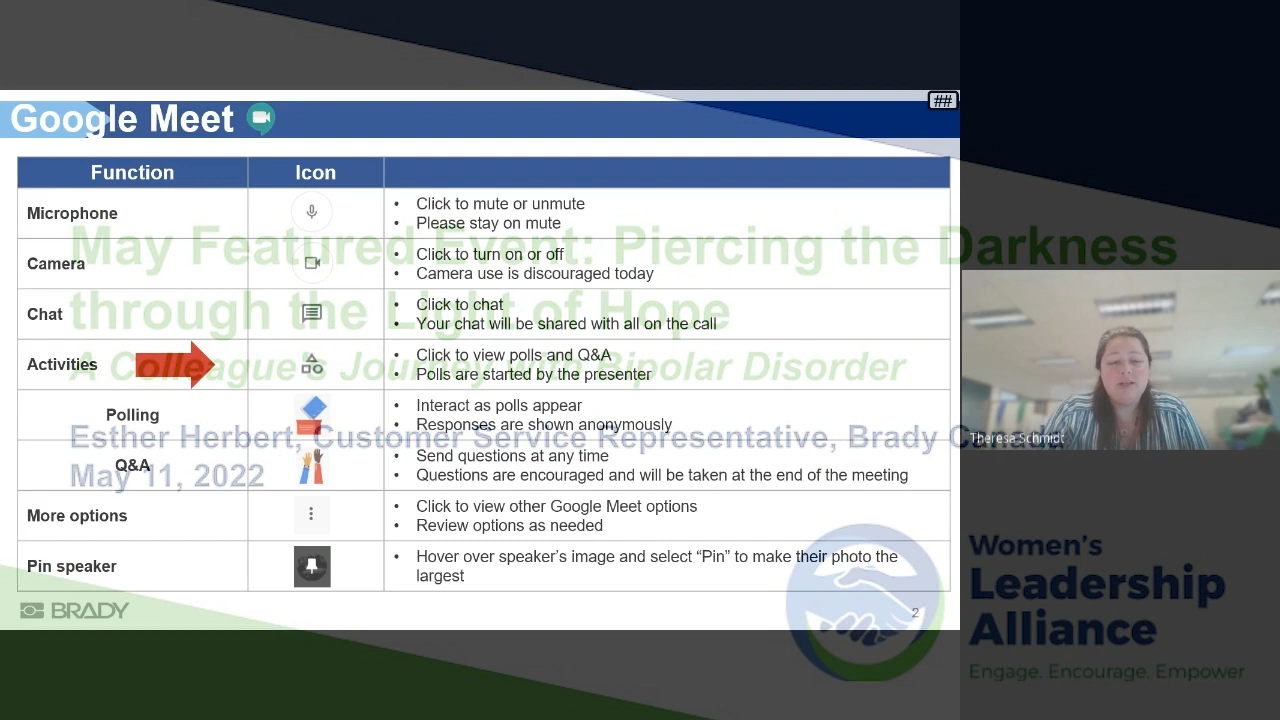 ##
Google Meet
Function Icon
Microphone
• Click to mute or unmute
• Please stay on mute
Camera
• Click to turn on or off
• Camera use is discouraged today
Chat
• Click to chat
• Your chat will be shared with all on the call
Activities
• Click to view polls and Q&A
• Polls are started by the presenter
Polling
• Interact as polls appear
• Responses are shown anonymously
Q&A
• Send questions at any time
• Questions are encouraged and will be taken at the end of the meeting
More options
• Click to view other Google Meet options
• Review options as needed
Pin speaker
• Hover over speaker’s image and select “Pin” to make their photo the
largest
BRADY
2
May Featured Event: Piercing the Darkness
through the Light of Hope
A Colleague's Journey with Bipolar Disorder
Esther Herbert, Customer Service Representative, Brady Canada
May 11, 2022
Theresa Schmidt
Women's
Leadership
Alliance
Engage. Encourage. Empower